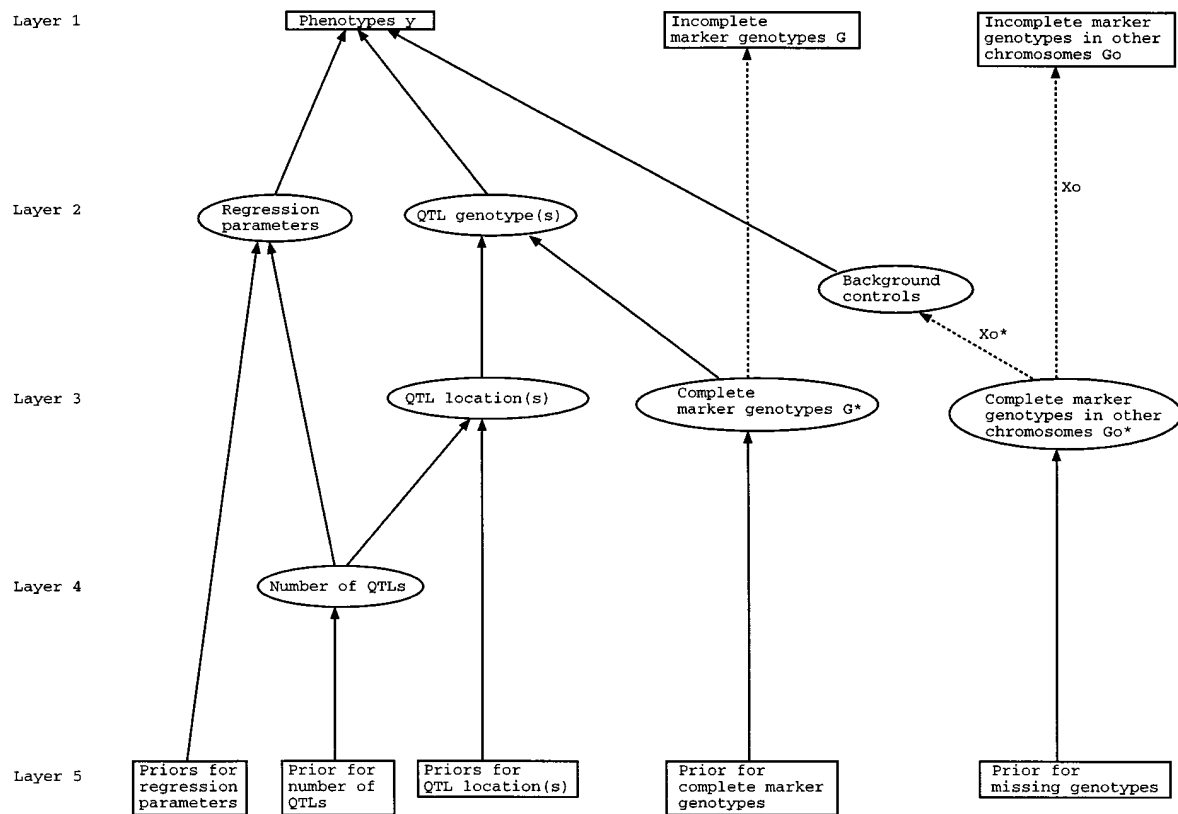 Layer 1
Phenotypes y
Incomplete
marker genotypes G
Incomplete marker
genotypes in other
chromosomes Go
Layer 2
Regression
parameters
QTL genotype(s)
Xo
Background
controls
Xo*
Layer 3
QTL location(s)
Complete
marker genotypes G*
Complete marker
genotypes in other
chromosomes Go*
Layer 4
Number of QTLs
Layer 5
Priors for
regression
parameters
Prior for
number of
QTLs
Priors for
QTL location(s)
Prior for
complete marker
genotypes
Prior for
missing genotypes